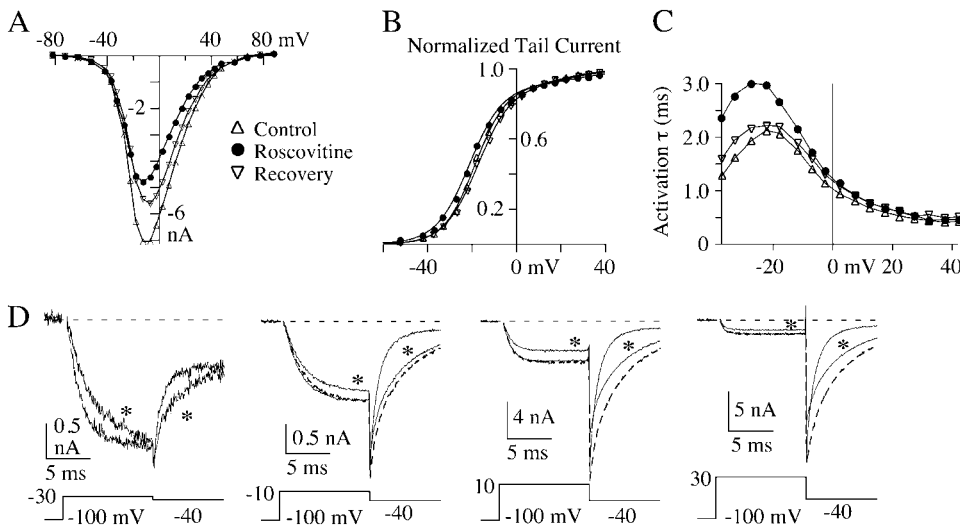 A
-80
-40
40
80
mV
-2
-6
nA
△ Control
● Roscovitine
▽ Recovery
B
Normalized Tail Current
1.0
0.6
0.2
-40
0 mV
40
C
Activation τ (ms)
3.0
2.0
1.0
0
-20
0 mV
20
40
D
*
*
0.5
nA
5 ms
-30
-100 mV
-40
*
*
0.5 nA
5 ms
-10
-100 mV
-40
*
*
4 nA
5 ms
10
-100 mV
-40
*
*
5 nA
5 ms
30
-100 mV
-40